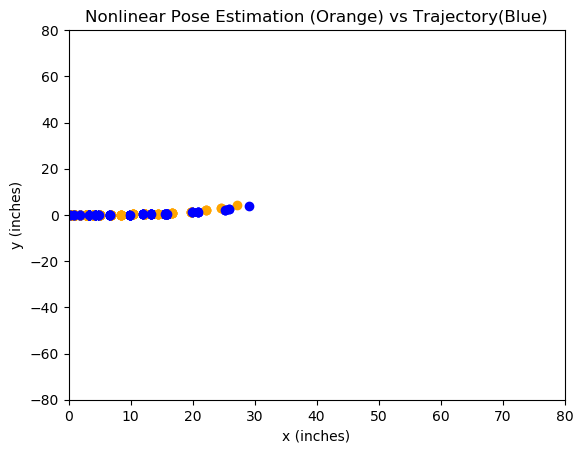 Nonlinear Pose Estimation (Orange) vs Trajectory(Blue)
80
60
40
20
0
−20
−40
−60
−80
y (inches)
0 10 20 30 40 50 60 70 80
x (inches)